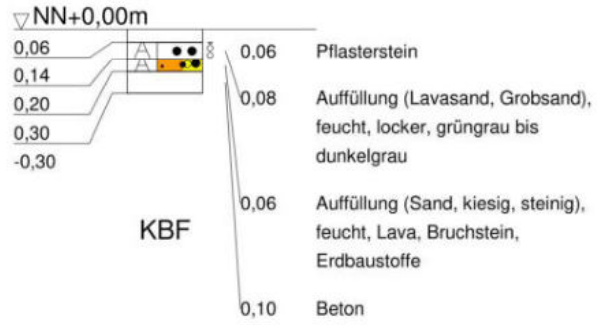 ▽ NN+0,00m
0,06
0,14
0,20
0,30
-0,30
A
A
KBF
0,06 Pflasterstein
0,08 Auffüllung (Lavasand, Grobsand),
feucht, locker, grüngrau bis
dunkelgrau
0,06 Auffüllung (Sand, kiesig, steinig),
feucht, Lava, Bruchstein,
Erdbaustoffe
0,10 Beton